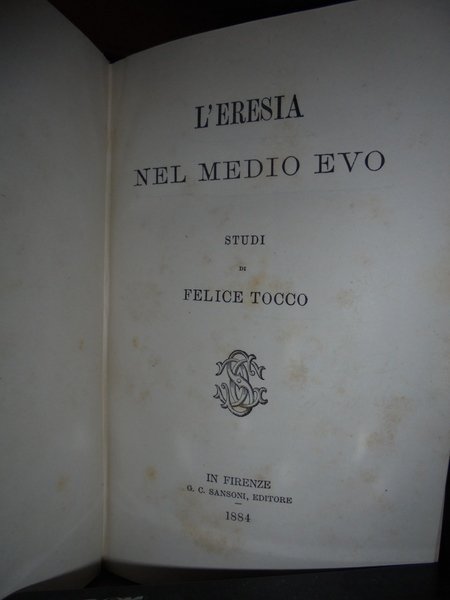 L'ERESIA
NEL MEDIO EVO
STUDI
DI
FELICE TOCCO
IN FIRENZE
G. C. SANSONI, EDITORE
1884